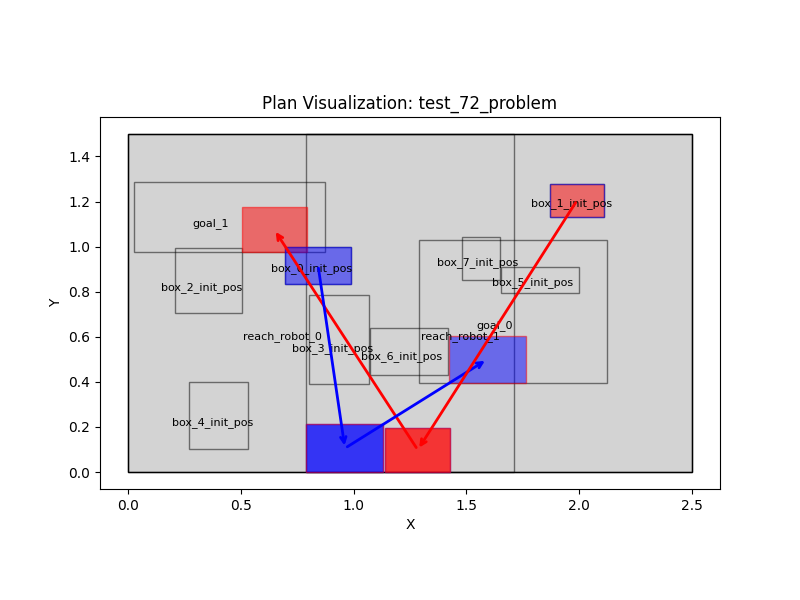 Plan Visualization: test_72_problem
1.4
1.2
1.0
0.8
0.6
0.4
0.2
0.0
Y
box_1_init_pos
goal_1
box_7_init_pos
box_0_init_pos
box_5_init_pos
box_2_init_pos
goal_0
reach_robot_0
reach_robot_1
box_3_init_pos
box_6_init_pos
box_4_init_pos
0.0
0.5
1.0
1.5
2.0
2.5
X